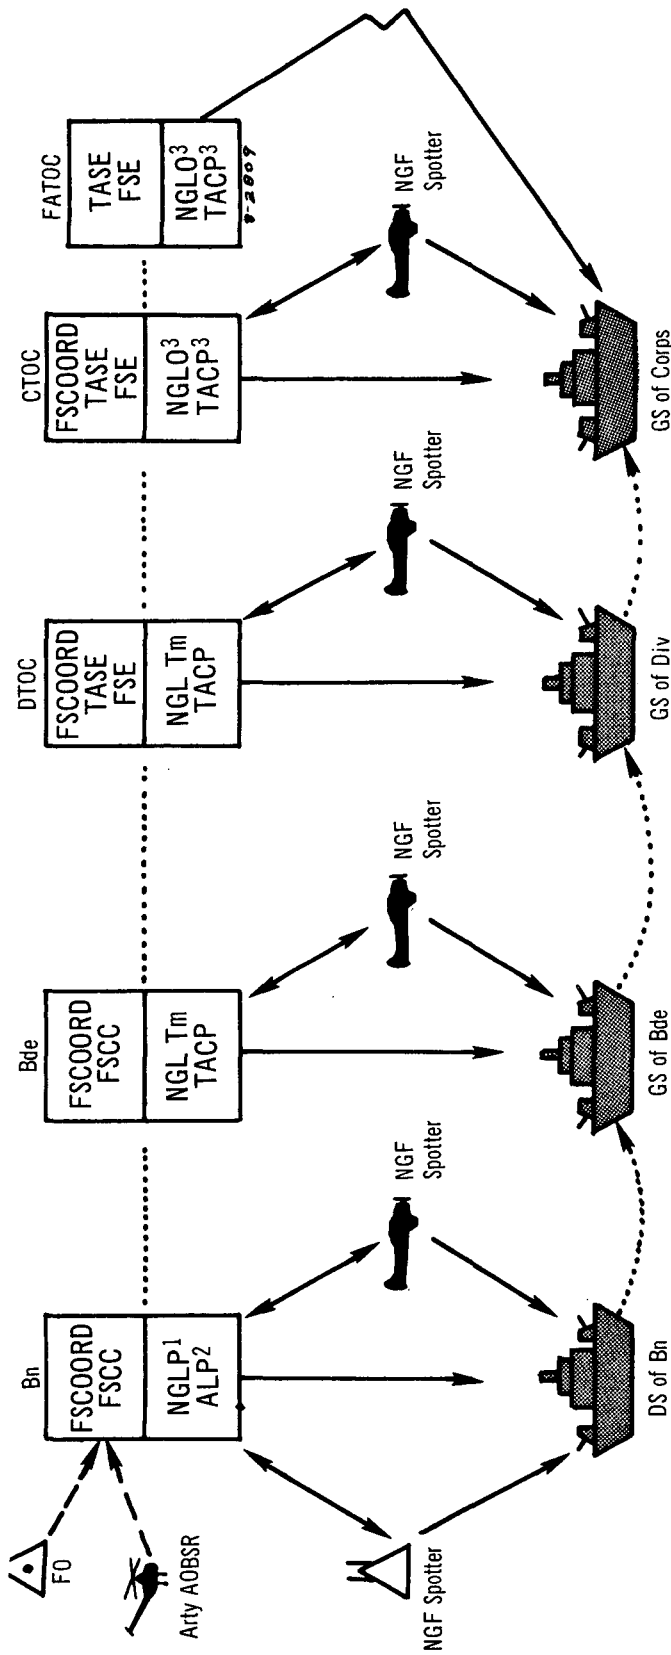 Bn
FSCOORD
FSCC
NGLP1
ALP2
Bde
FSCOORD
FSCC
NGL Tm
TACP
DTOC
FSCOORD
TASE
FSE
NGL Tm
TACP
CTOC
FSCOORD
TASE
FSE
NGLO3
TACP3
FATOC
TASE
FSE
NGLO3
TACP3
V-2809
FO
Arty AOBSR
NGF Spotter
NGF
Spotter
NGF
Spotter
NGF
Spotter
NGF
Spotter
DS of Bn
GS of Bde
GS of Div
GS of Corps